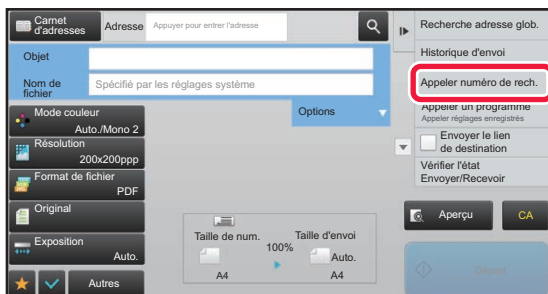 Carnet
d'adresses
Adresse
Appuyer pour entrer l'adresse
Objet
Nom de
fichier
Spécifié par les réglages système
Options
Mode couleur
Auto./Mono 2
Résolution
200x200ppp
Format de fichier
PDF
Original
Exposition
Auto.
Autres
Taille de num.
100%
Taille d'envoi
Auto.
A4
A4
Recherche adresse glob.
Historique d'envoi
Appeler numéro de rech.
Appeler un programme
Appeler réglages enregistrés
Envoyer le lien
de destination
Vérifier l'état
Envoyer/Recevoir
Aperçu
CA
Départ